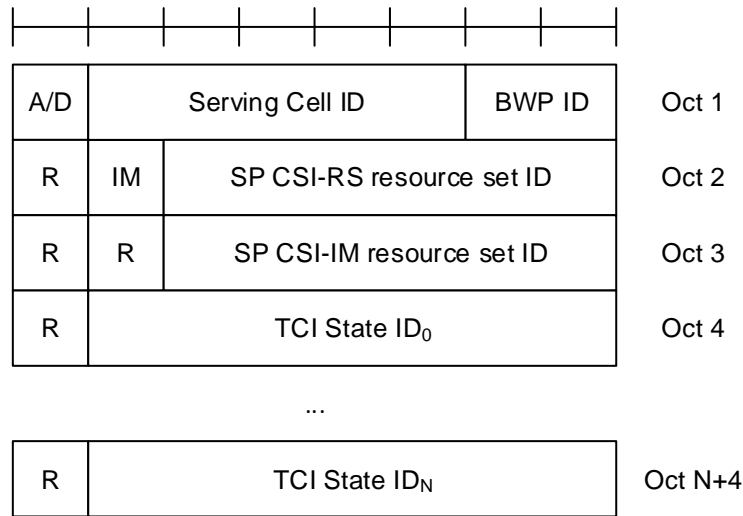 A/D Serving Cell ID BWP ID Oct 1
R IM SP CSI-RS resource set ID Oct 2
R R SP CSI-IM resource set ID Oct 3
R TCI State ID₀ Oct 4
...
R TCI State IDN Oct N+4